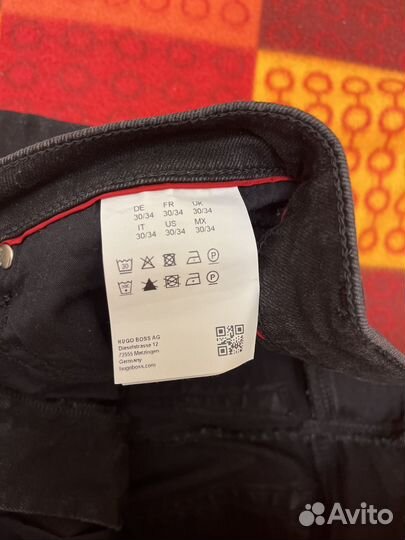 DE FR UK
30/34 30/34 30/34
IT US MX
30/34 30/34 30/34
30 P
P
HUGO BOSS AG
Dieselstrasse 12
72555 Metzingen
Germany
hugoboss.com
Avito